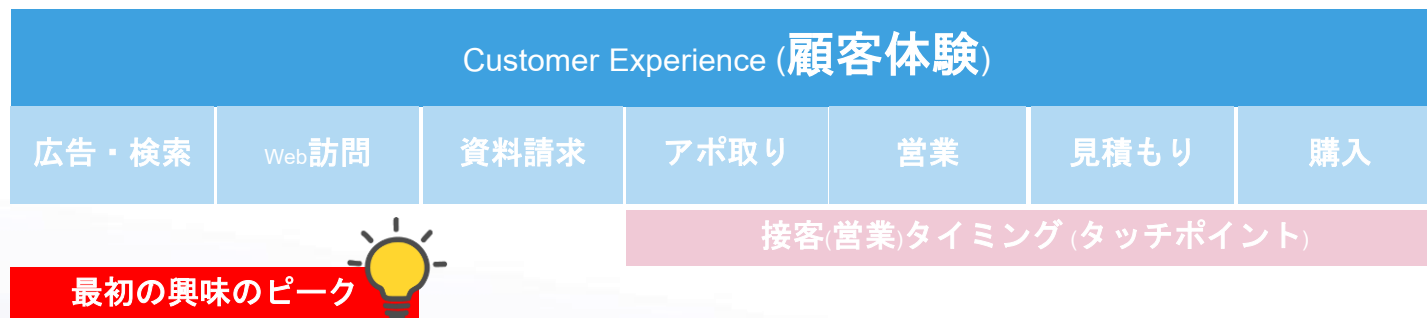 Customer Experience (顧客体験)
広告・検索 Web訪問 資料請求 アポ取り 営業 見積もり 購入
接客(営業)タイミング (タッチポイント)
最初の興味のピーク